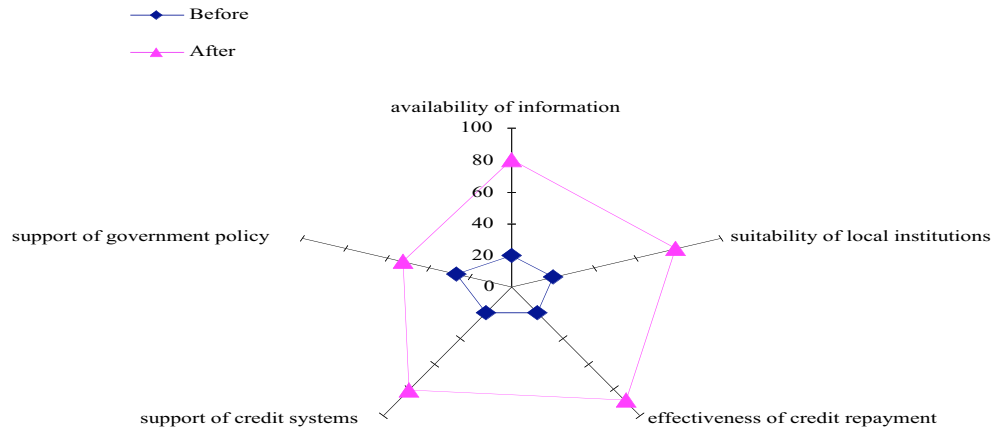 Before
After
availability of information
100
80
60
40
20
0
support of government policy
suitability of local institutions
support of credit systems
effectiveness of credit repayment